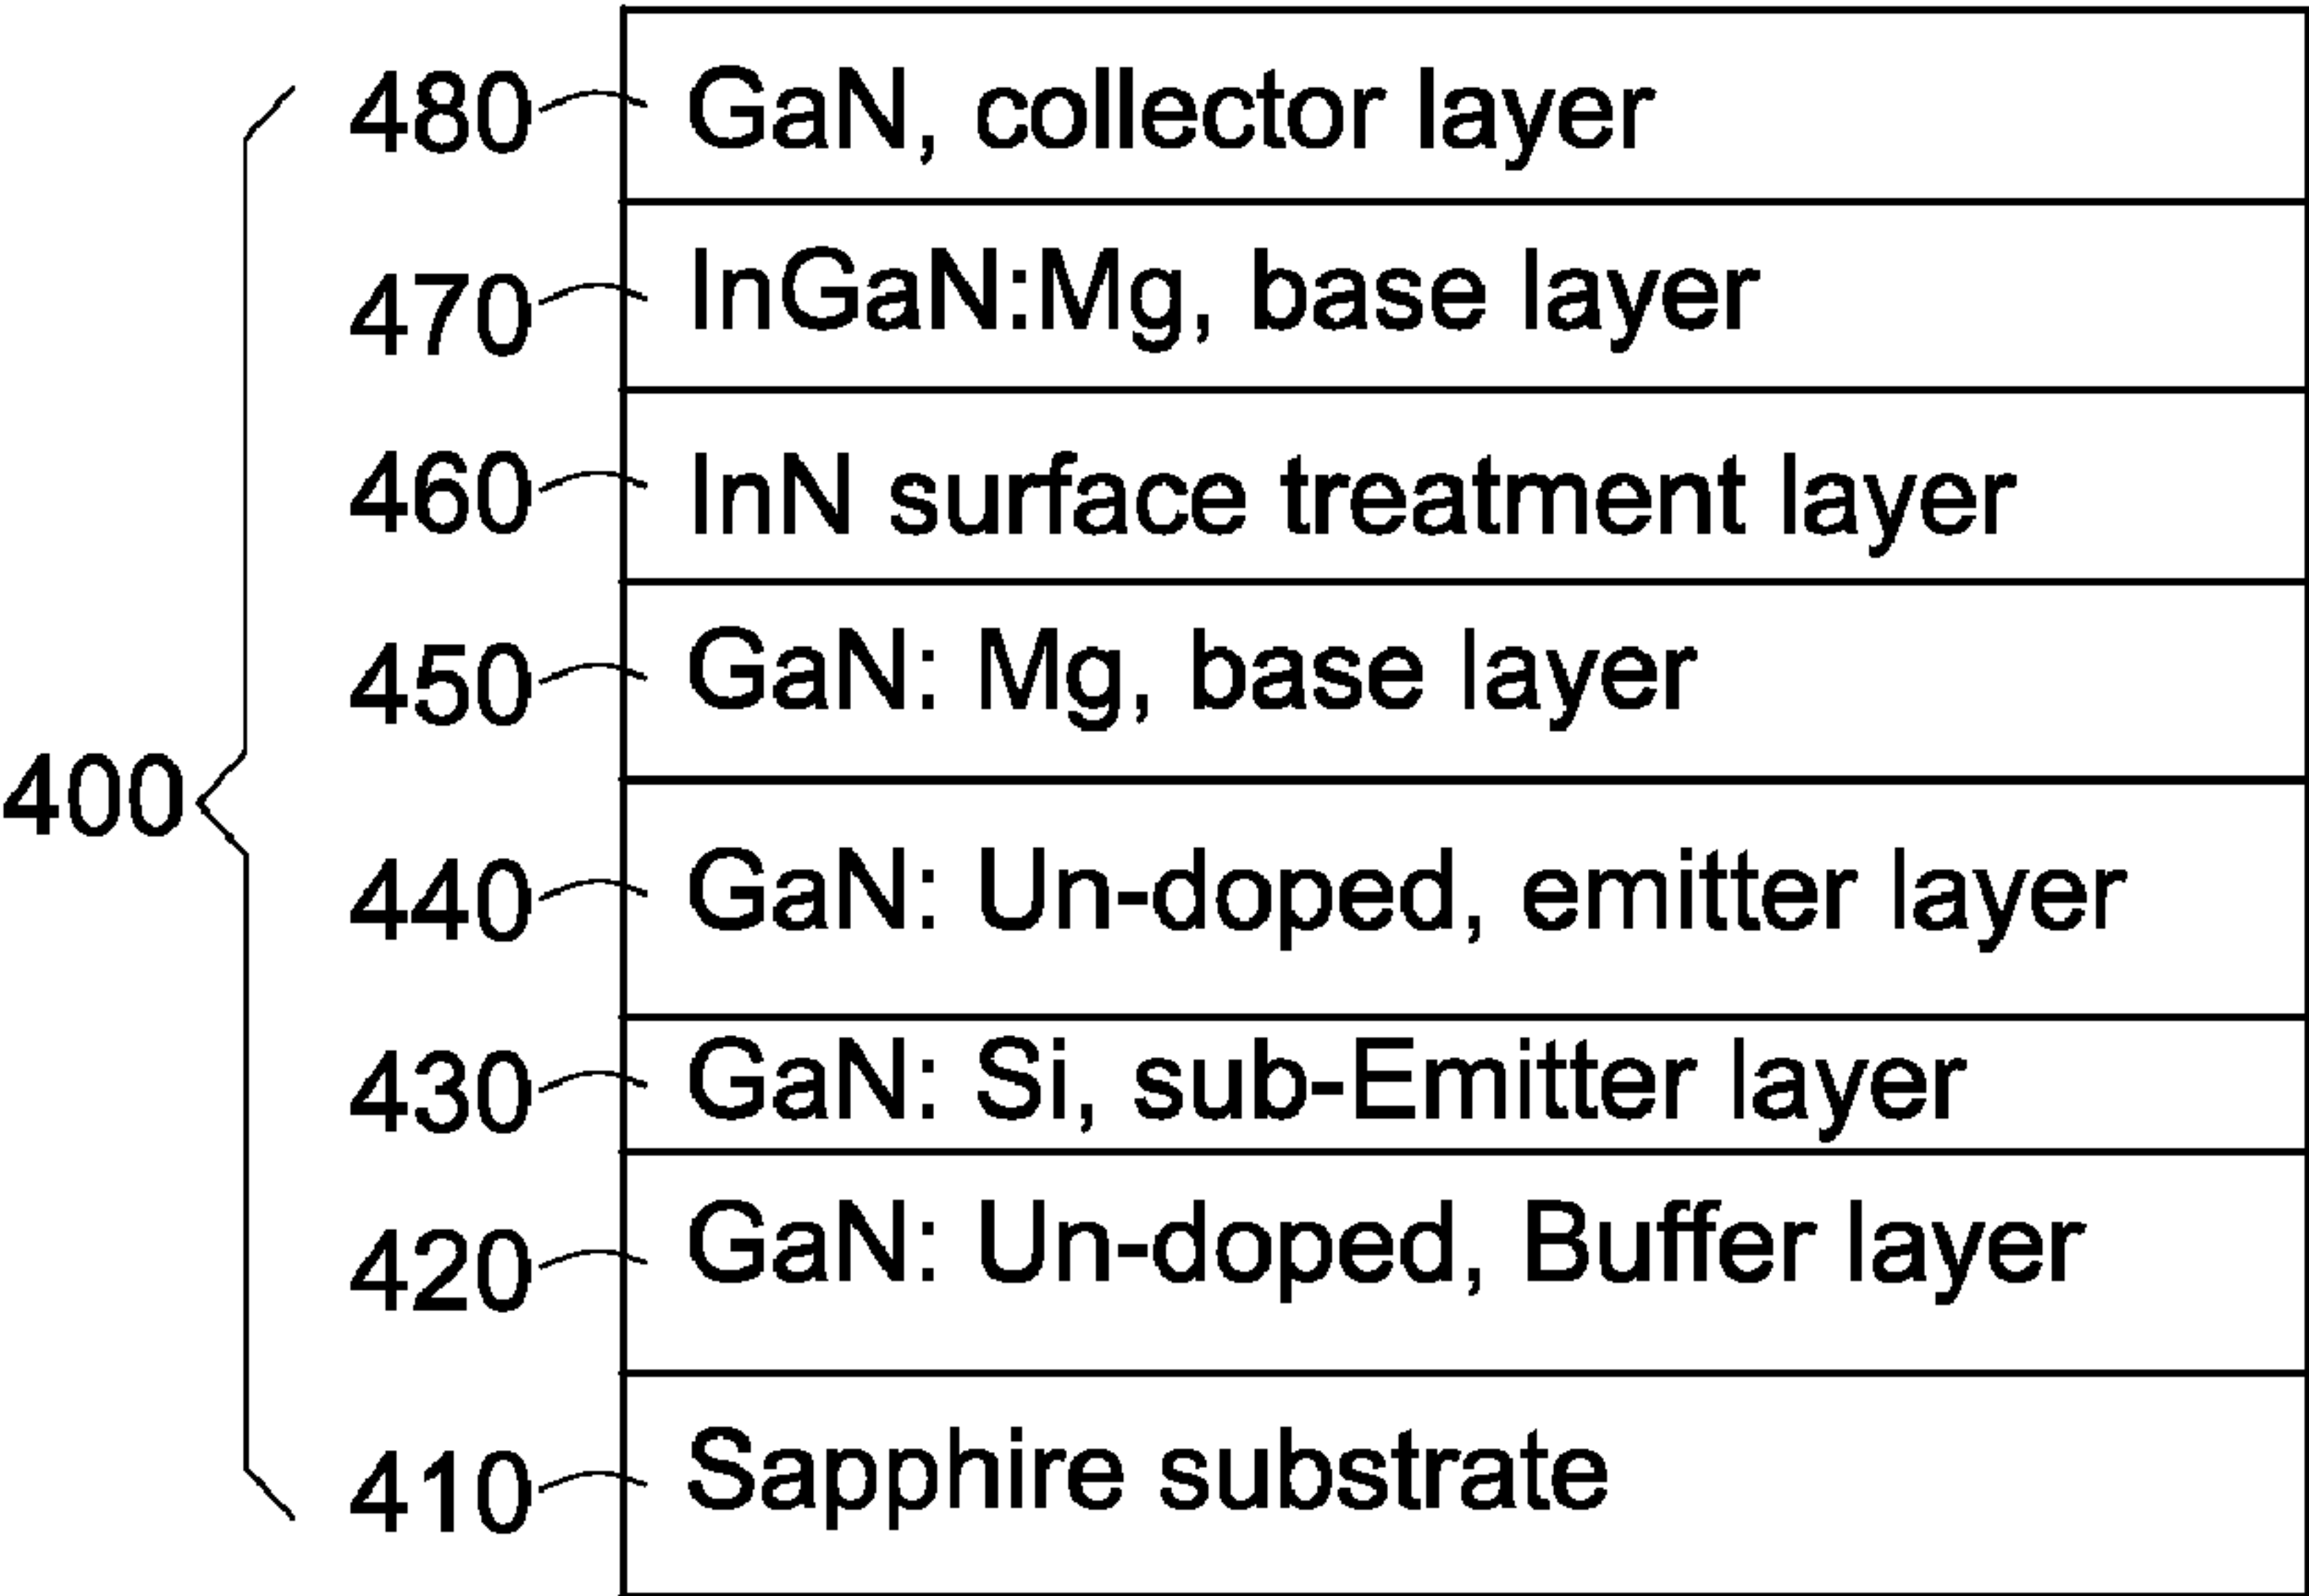 480 GaN, collector layer
470 InGaN:Mg, base layer
460 InN surface treatment layer
450 GaN: Mg, base layer
400
440 GaN: Un-doped, emitter layer
430 GaN: Si, sub-Emitter layer
420 GaN: Un-doped, Buffer layer
410 Sapphire substrate